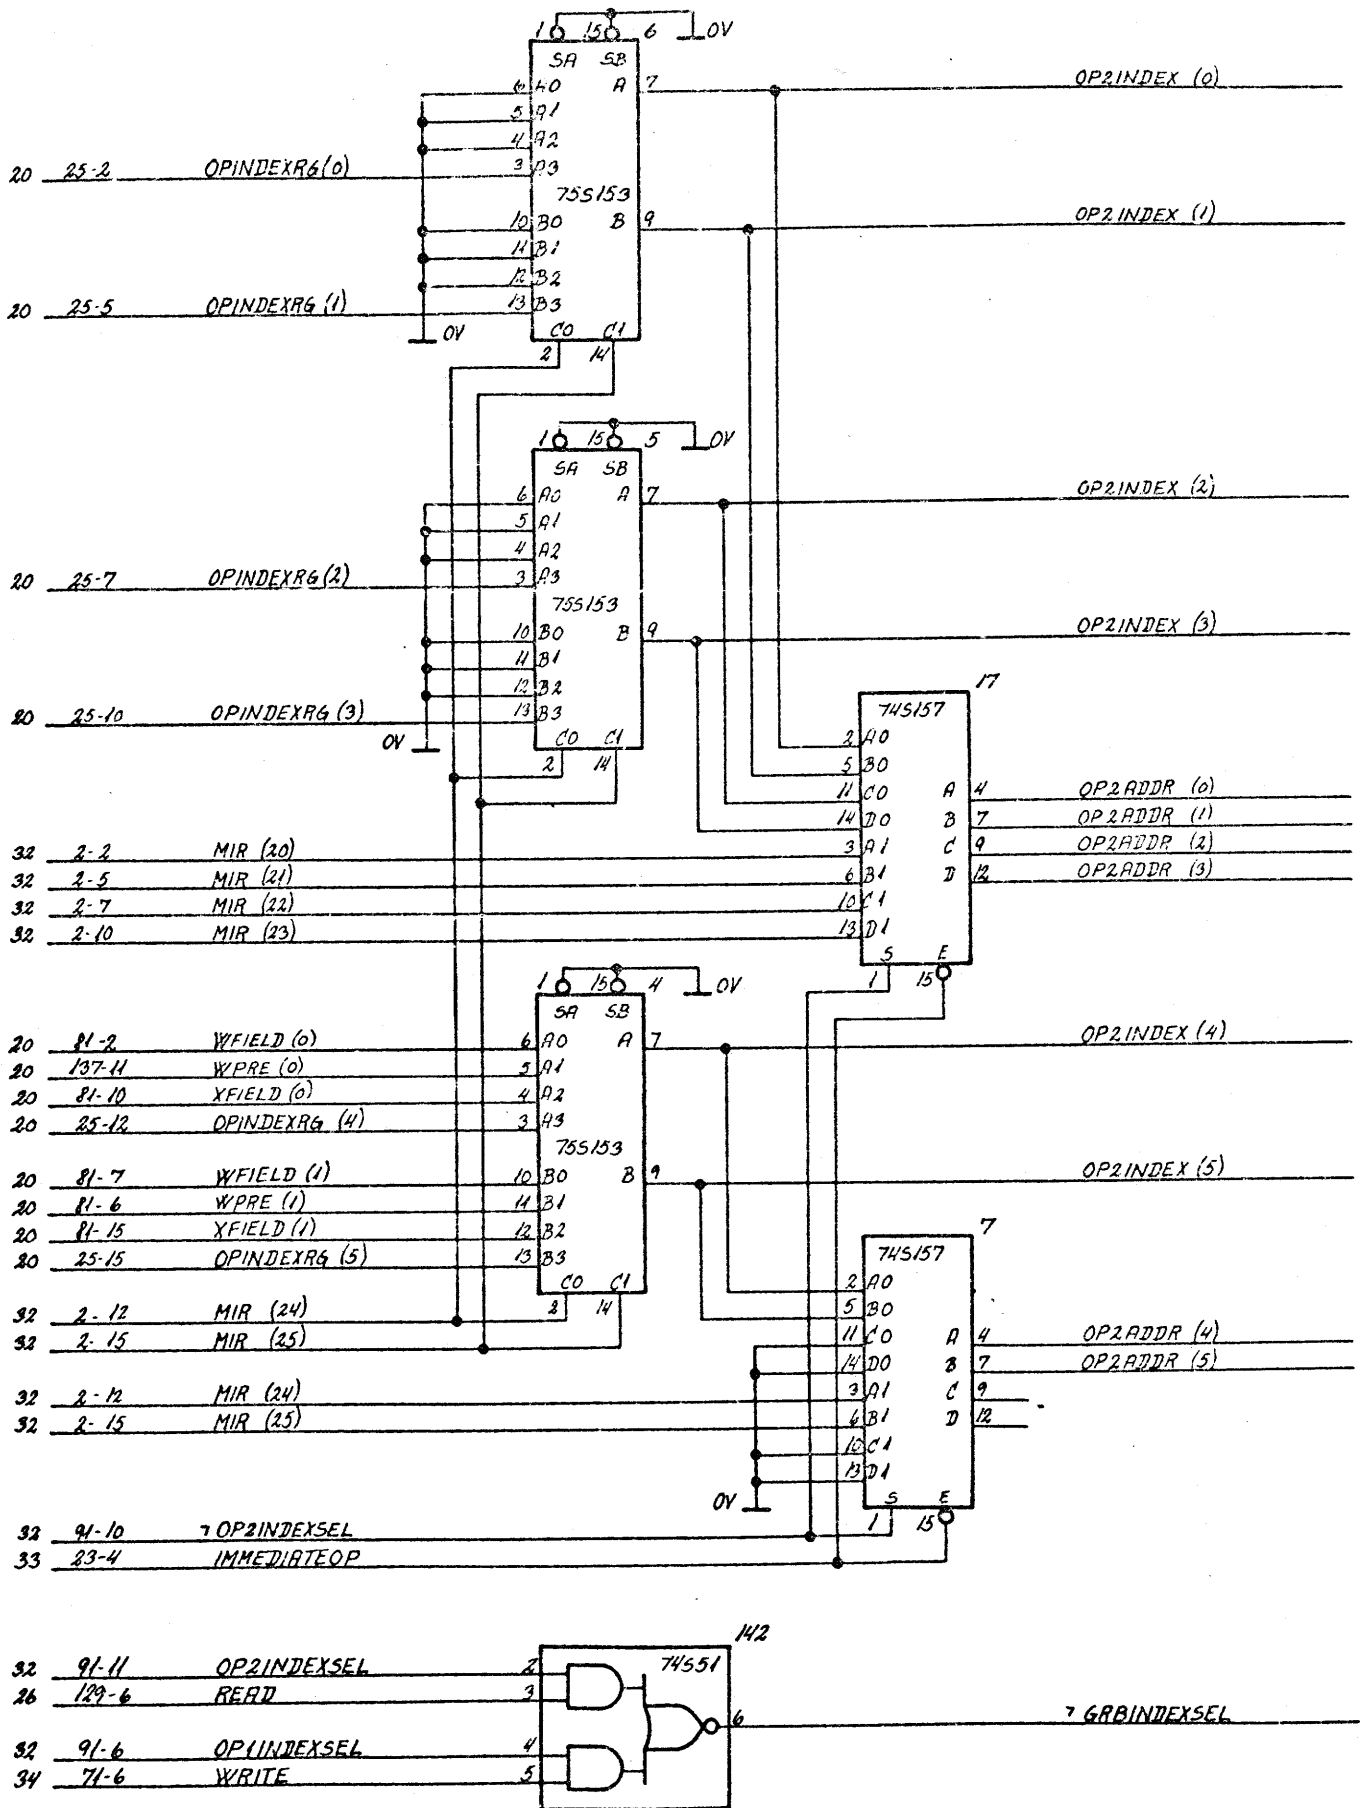 1 15 6 0V
SA SB
6 A0 A 7 OP2INDEX (0)
5 A1
4 A2
20 25-2 OPINDEXRG(0) 3 A3
75S153
10 B0 B 9 OP2INDEX (1)
11 B1
12 B2
20 25-5 OPINDEXRG (1) 13 B3
0V C0 C1
2 14
1 15 5 0V
SA SB
6 A0 A 7 OP2INDEX (2)
5 A1
4 A2
20 25-7 OPINDEXRG(2) 3 A3
75S153
10 B0 B 9 OP2INDEX (3)
11 B1
12 B2
20 25-10 OPINDEXRG (3) 13 B3
0V C0 C1
2 14
17
74S157
2 A0
5 B0
11 C0 A 4 OP2ADDR (0)
14 D0 B 7 OP2ADDR (1)
32 2-2 MIR (20) 3 A1 C 9 OP2ADDR (2)
32 2-5 MIR (21) 6 B1 D 12 OP2ADDR (3)
32 2-7 MIR (22) 10 C1
32 2-10 MIR (23) 13 D1
S E
1 15
1 15 4 0V
SA SB
20 81-2 WFIELD (0) 6 A0 A 7 OP2INDEX (4)
20 137-11 WPRE (0) 5 A1
20 81-10 XFIELD (0) 4 A2
20 25-12 OPINDEXRG (4) 3 A3
75S153
20 81-7 WFIELD (1) 10 B0 B 9 OP2INDEX (5)
20 81-6 WPRE (1) 11 B1
20 81-15 XFIELD (1) 12 B2
20 25-15 OPINDEXRG (5) 13 B3
C0 C1
32 2-12 MIR (24) 2 14
32 2-15 MIR (25)
7
74S157
2 A0
5 B0
11 C0 A 4 OP2ADDR (4)
14 D0 B 7 OP2ADDR (5)
32 2-12 MIR (24) 3 A1 C 9
32 2-15 MIR (25) 6 B1 D 12
10 C1
13 D1
0V S E
1 15
32 91-10 ¬OP2INDEXSEL
33 23-4 IMMEDIATEOP
142
74S51
32 91-11 OP2INDEXSEL 2
26 129-6 READ 3
6 ¬GRBINDEXSEL
32 91-6 OP1INDEXSEL 4
34 71-6 WRITE 5